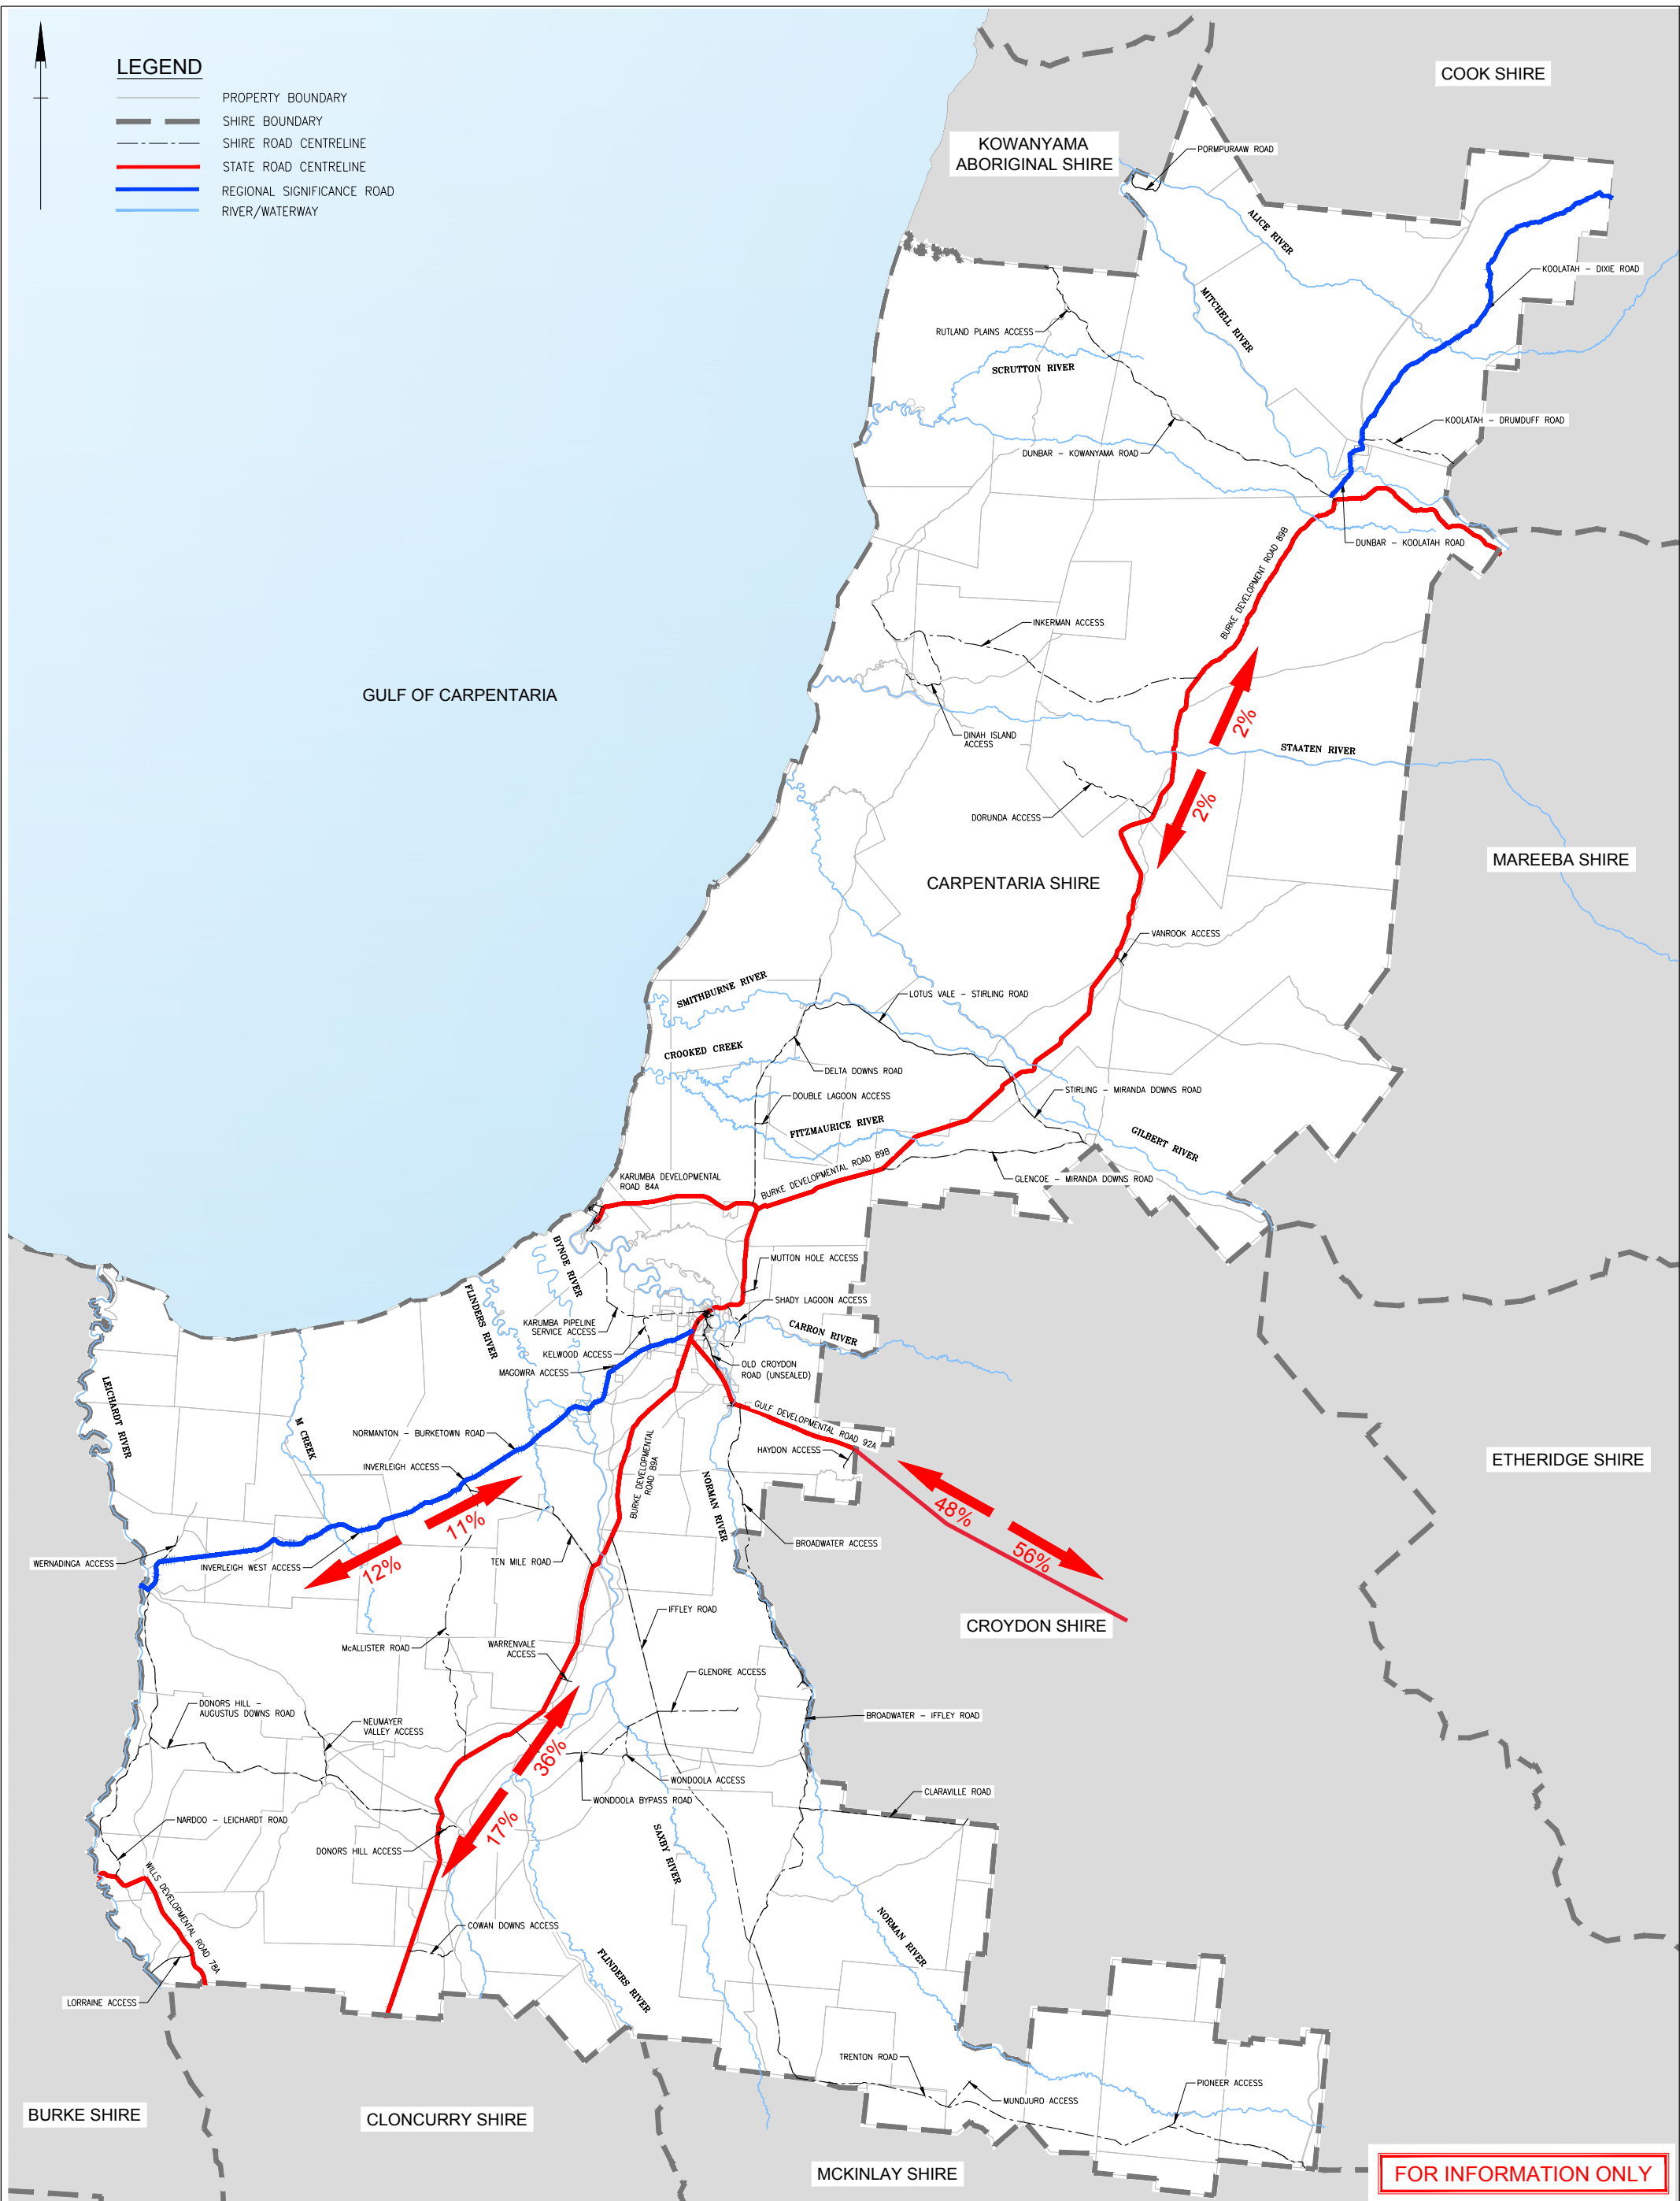 LEGEND
PROPERTY BOUNDARY
SHIRE BOUNDARY
SHIRE ROAD CENTRELINE
STATE ROAD CENTRELINE
REGIONAL SIGNIFICANCE ROAD
RIVER/WATERWAY
COOK SHIRE
KOWANYAMA
ABORIGINAL SHIRE
PORMPURAAW ROAD
ALICE RIVER
KOOLATAH - DIXIE ROAD
MITCHELL RIVER
RUTLAND PLAINS ACCESS
SCRUTTON RIVER
KOOLATAH - DRUMDUFF ROAD
DUNBAR - KOWANYAMA ROAD
DUNBAR - KOOLATAH ROAD
BURKE DEVELOPMENT ROAD 89B
INKERMAN ACCESS
GULF OF CARPENTARIA
2%
DINAH ISLAND
ACCESS
STAATEN RIVER
2%
DORUNDA ACCESS
MAREEBA SHIRE
CARPENTARIA SHIRE
VANROOK ACCESS
SMITHBURNE RIVER
LOTUS VALE - STIRLING ROAD
CROOKED CREEK
DELTA DOWNS ROAD
STIRLING - MIRANDA DOWNS ROAD
DOUBLE LAGOON ACCESS
FITZMAURICE RIVER
GILBERT RIVER
KARUMBA DEVELOPMENTAL
ROAD 84A
BURKE DEVELOPMENTAL ROAD 89B
GLENCOE - MIRANDA DOWNS ROAD
BYNOE RIVER
MUTTON HOLE ACCESS
FLINDERS RIVER
SHADY LAGOON ACCESS
KARUMBA PIPELINE
SERVICE ACCESS
CARRON RIVER
KELWOOD ACCESS
OLD CROYDON
ROAD (UNSEALED)
MAGOWRA ACCESS
LEICHARDT RIVER
M CREEK
GULF DEVELOPMENTAL ROAD 92A
NORMANTON - BURKETOWN ROAD
HAYDON ACCESS
INVERLEIGH ACCESS
BURKE DEVELOPMENTAL
ROAD 89A
NORMAN RIVER
ETHERIDGE SHIRE
48%
11%
BROADWATER ACCESS
56%
WERNADINGA ACCESS
INVERLEIGH WEST ACCESS
12%
TEN MILE ROAD
IFFLEY ROAD
CROYDON SHIRE
McALLISTER ROAD
WARRENVALE
ACCESS
GLENORE ACCESS
DONORS HILL -
AUGUSTUS DOWNS ROAD
NEUMAYER
VALLEY ACCESS
BROADWATER - IFFLEY ROAD
36%
WONDOOLA ACCESS
WONDOOLA BYPASS ROAD
CLARAVILLE ROAD
NARDOO - LEICHARDT ROAD
17%
DONORS HILL ACCESS
SAXBY RIVER
WILLS DEVELOPMENTAL ROAD 78A
COWAN DOWNS ACCESS
NORMAN RIVER
FLINDERS RIVER
LORRAINE ACCESS
TRENTON ROAD
MUNDJURO ACCESS
PIONEER ACCESS
BURKE SHIRE
CLONCURRY SHIRE
MCKINLAY SHIRE
FOR INFORMATION ONLY